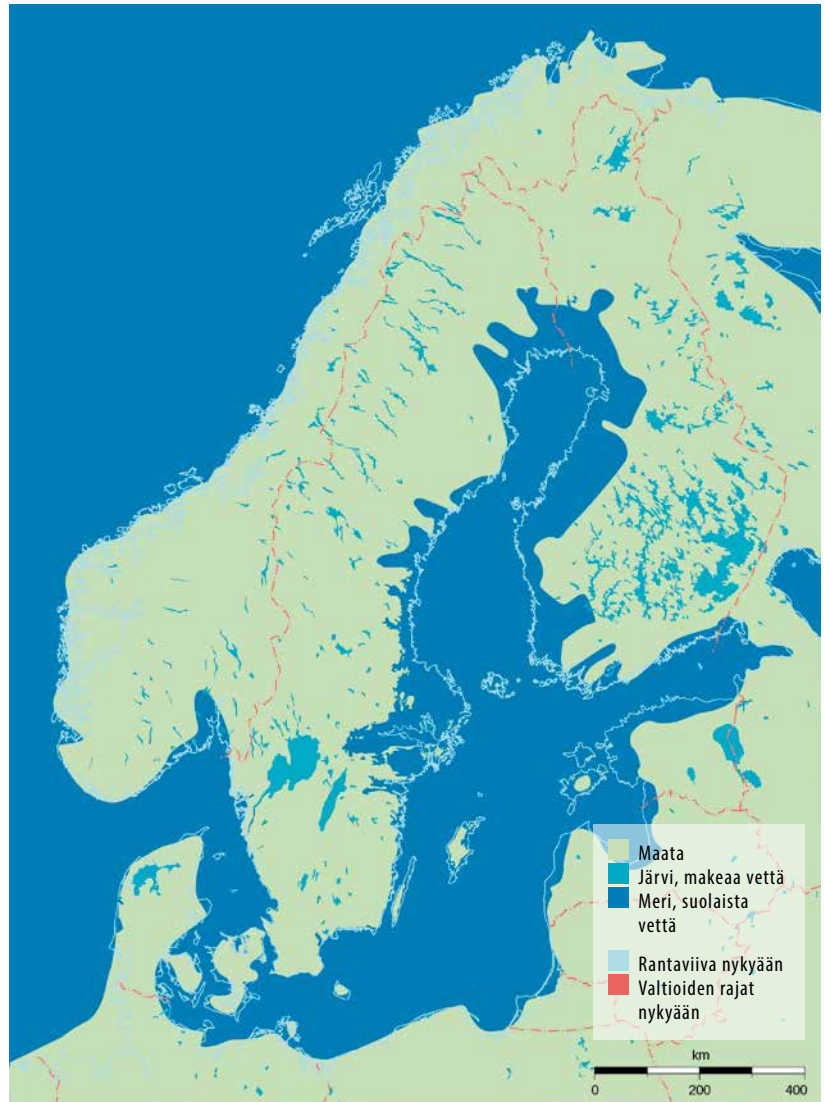 Maata
Järvi, makeaa vettä
Meri, suolaista
vettä
Rantaviiva nykyään
Valtioiden rajat
nykyään
km
0 200 400